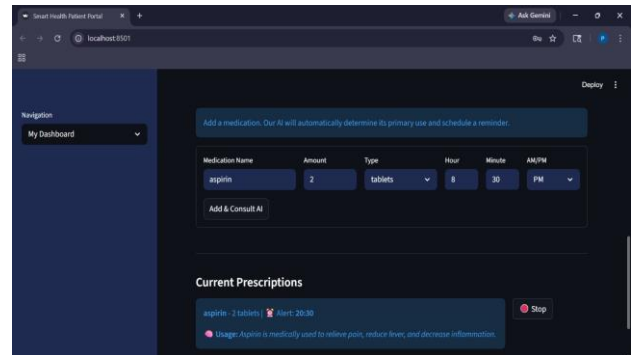 Smart Health Patient Portal
Ask Gemini
localhost:8501
Deploy
Navigation
My Dashboard
Add a medication. Our AI will automatically determine its primary use and schedule a reminder.
Medication Name Amount Type Hour Minute AM/PM
aspirin 2 tablets 8 30 PM
Add & Consult AI
Current Prescriptions
aspirin - 2 tablets | ⏰ Alert: 20:30
Stop
🧠 Usage: Aspirin is medically used to relieve pain, reduce fever, and decrease inflammation.